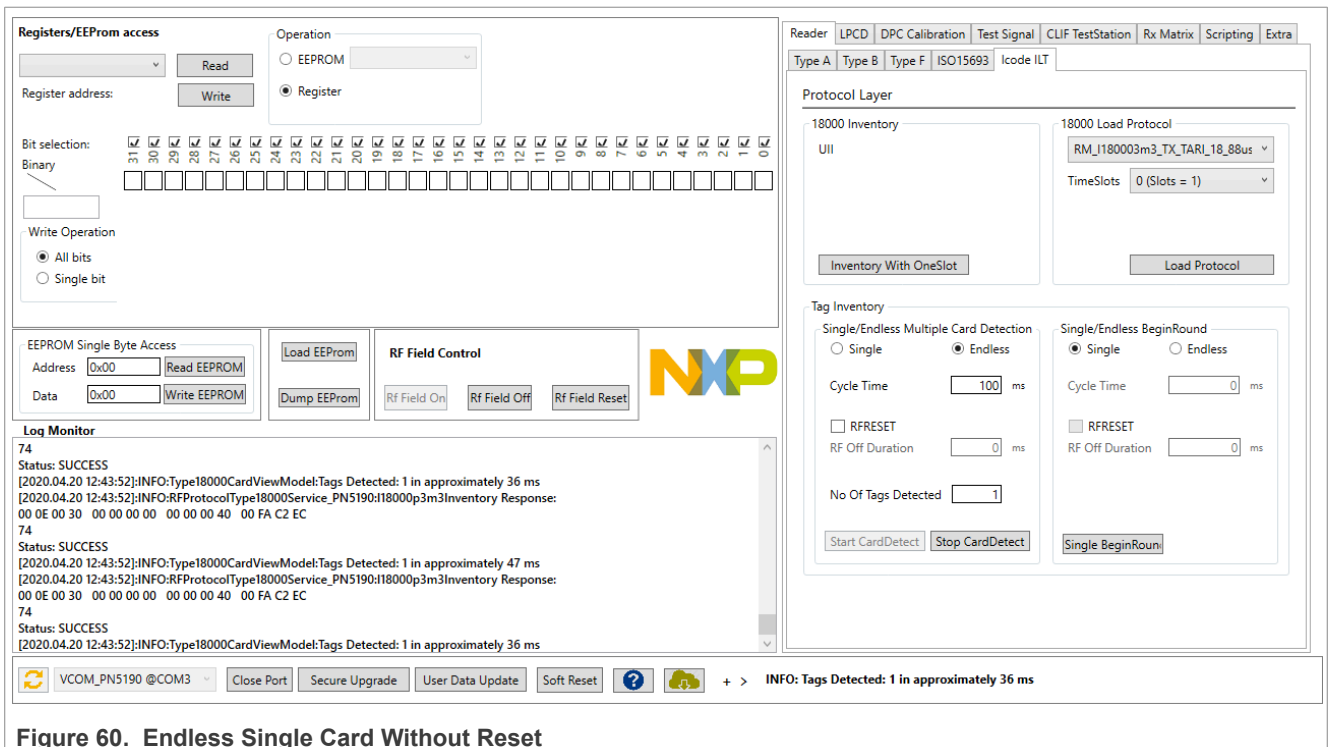 Registers/EEProm access
Read
Register address:
Write
Operation
EEPROM
Register
Bit selection:
31 30 29 28 27 26 25 24 23 22 21 20 19 18 17 16 15 14 13 12 11 10 9 8 7 6 5 4 3 2 1 0
Binary
Write Operation
All bits
Single bit
EEPROM Single Byte Access
Address 0x00 Read EEPROM
Data 0x00 Write EEPROM
Load EEProm
Dump EEProm
RF Field Control
Rf Field On Rf Field Off Rf Field Reset
NXP
Log Monitor
74
Status: SUCCESS
[2020.04.20 12:43:52]:INFO:Type18000CardViewModel:Tags Detected: 1 in approximately 36 ms
[2020.04.20 12:43:52]:INFO:RFProtocolType18000Service_PN5190:I18000p3m3Inventory Response:
00 0E 00 30 00 00 00 00 00 00 00 40 00 FA C2 EC
74
Status: SUCCESS
[2020.04.20 12:43:52]:INFO:Type18000CardViewModel:Tags Detected: 1 in approximately 47 ms
[2020.04.20 12:43:52]:INFO:RFProtocolType18000Service_PN5190:I18000p3m3Inventory Response:
00 0E 00 30 00 00 00 00 00 00 00 40 00 FA C2 EC
74
Status: SUCCESS
[2020.04.20 12:43:52]:INFO:Type18000CardViewModel:Tags Detected: 1 in approximately 36 ms
Reader LPCD DPC Calibration Test Signal CLIF TestStation Rx Matrix Scripting Extra
Type A Type B Type F ISO15693 Icode ILT
Protocol Layer
18000 Inventory
UII
Inventory With OneSlot
18000 Load Protocol
RM_I180003m3_TX_TARI_18_88us
TimeSlots 0 (Slots = 1)
Load Protocol
Tag Inventory
Single/Endless Multiple Card Detection
Single Endless
Cycle Time 100 ms
RFRESET
RF Off Duration 0 ms
No Of Tags Detected 1
Start CardDetect Stop CardDetect
Single/Endless BeginRound
Single Endless
Cycle Time 0 ms
RFRESET
RF Off Duration 0 ms
Single BeginRoun
VCOM_PN5190 @COM3 Close Port Secure Upgrade User Data Update Soft Reset ? + > INFO: Tags Detected: 1 in approximately 36 ms
Figure 60. Endless Single Card Without Reset